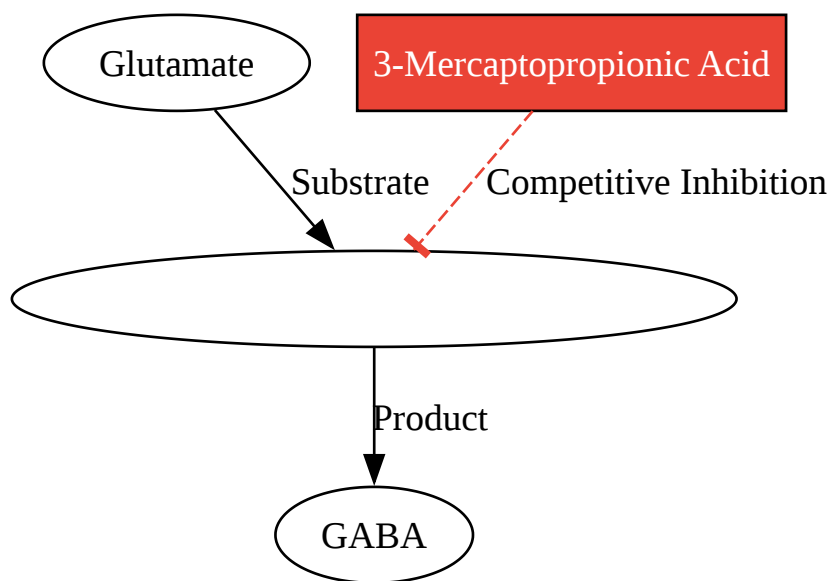 Glutamate
3-Mercaptopropionic Acid
Substrate
Competitive Inhibition
Product
GABA